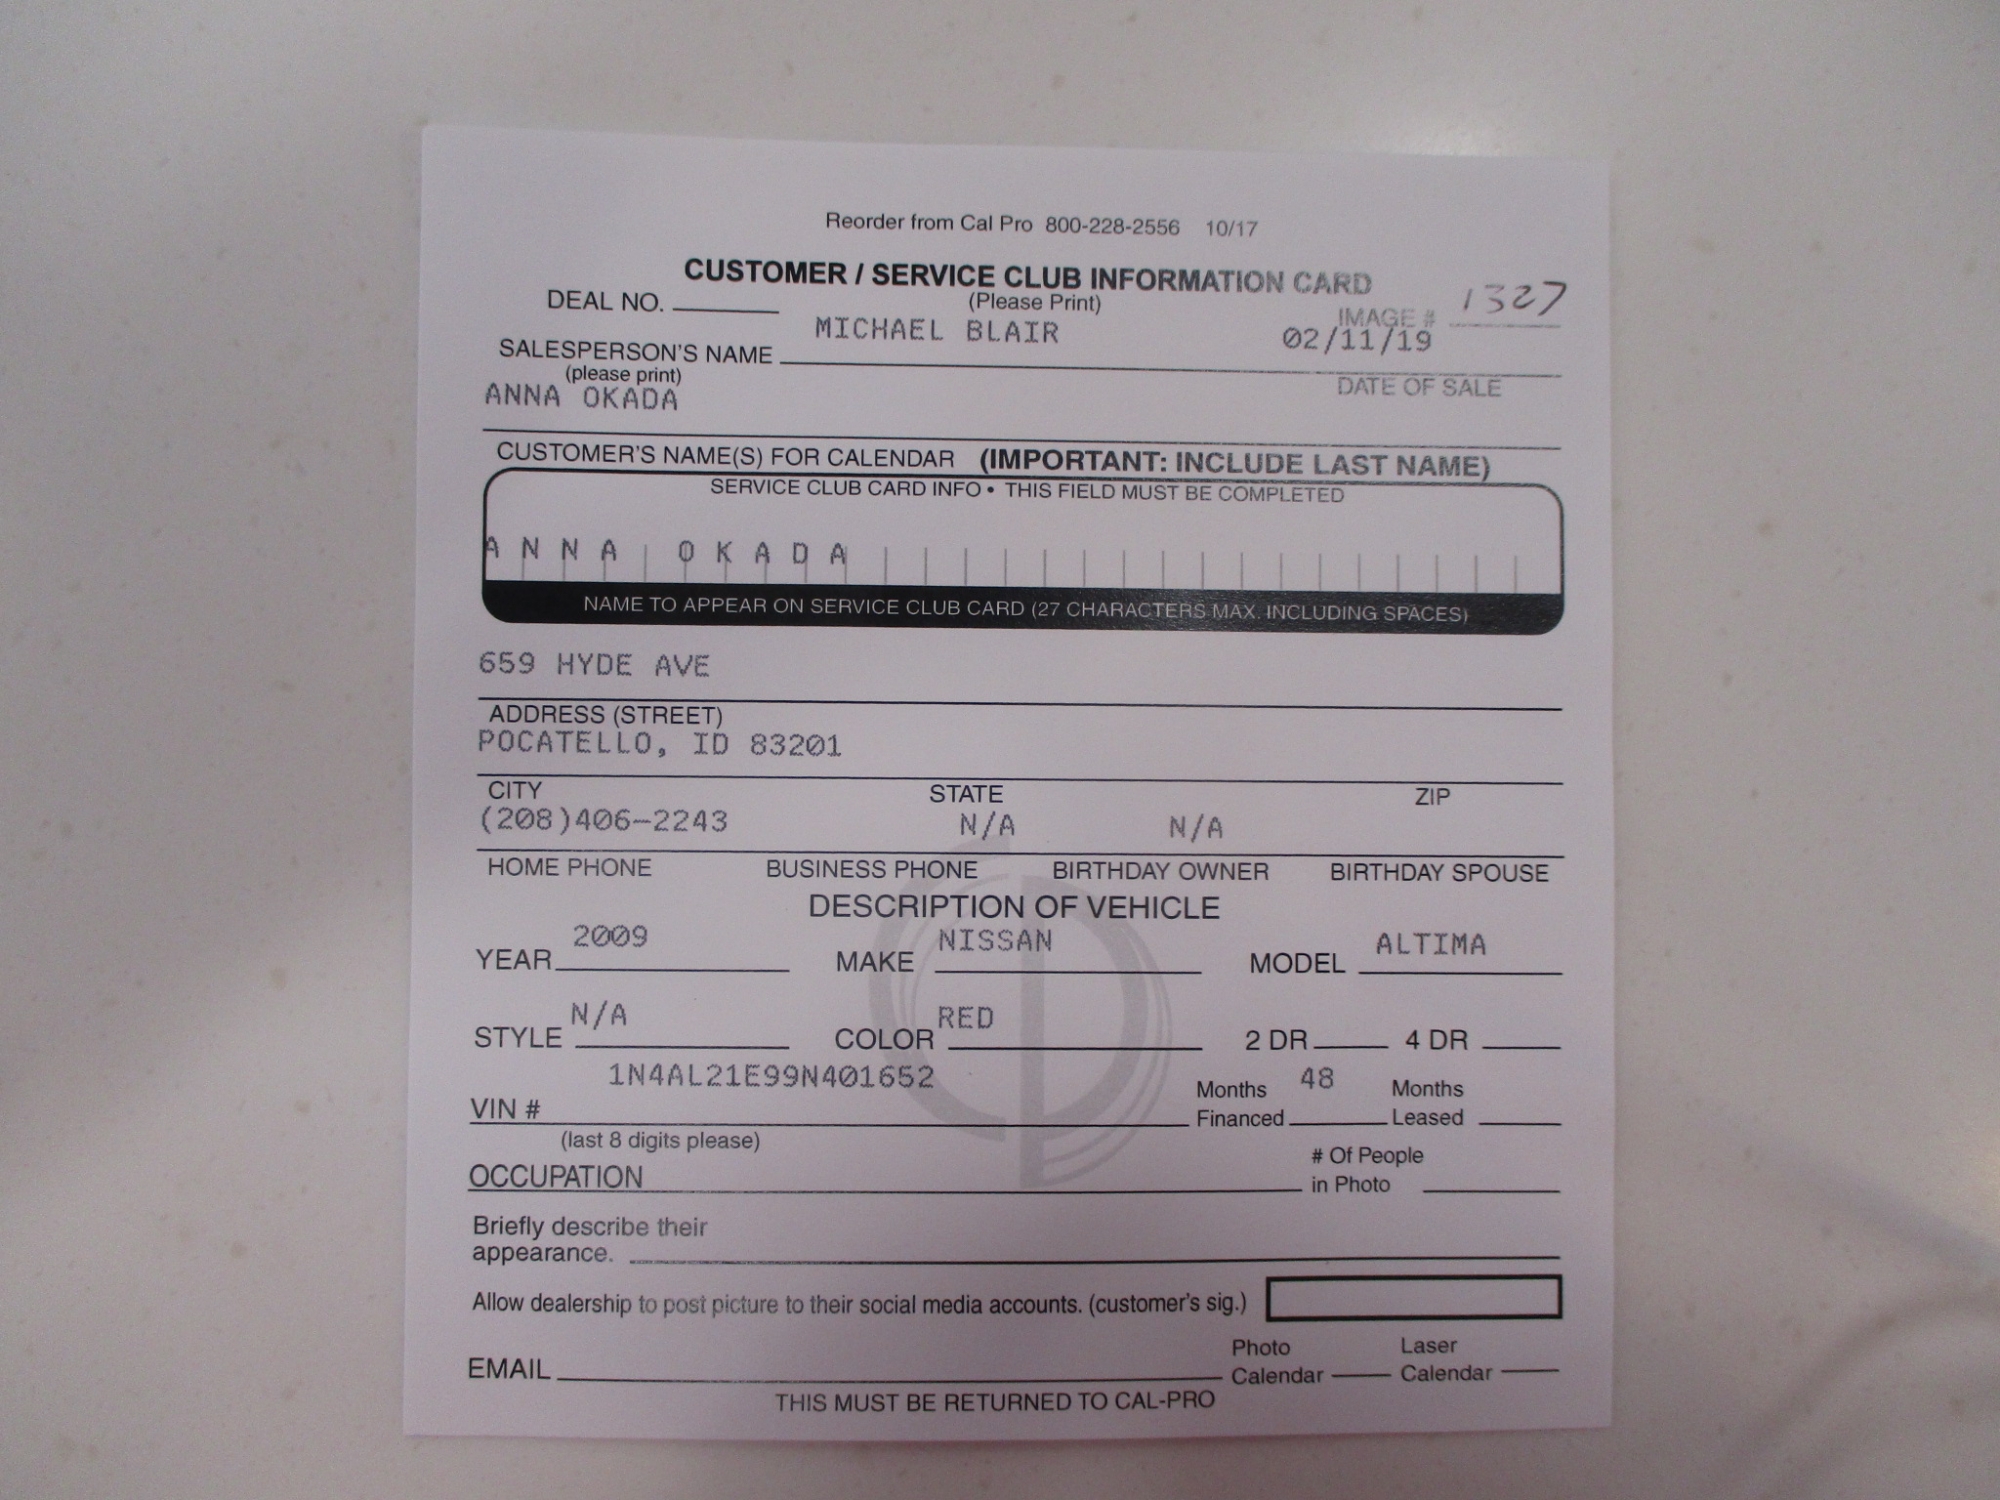 Reorder from Cal Pro 800-228-2556 10/17
CUSTOMER / SERVICE CLUB INFORMATION CARD
DEAL NO. (Please Print) IMAGE # 1327
MICHAEL BLAIR 02/11/19
SALESPERSON'S NAME
(please print) DATE OF SALE
ANNA OKADA
CUSTOMER'S NAME(S) FOR CALENDAR (IMPORTANT: INCLUDE LAST NAME)
SERVICE CLUB CARD INFO • THIS FIELD MUST BE COMPLETED
ANNA OKADA
NAME TO APPEAR ON SERVICE CLUB CARD (27 CHARACTERS MAX. INCLUDING SPACES)
659 HYDE AVE
ADDRESS (STREET)
POCATELLO, ID 83201
CITY STATE ZIP
(208)406-2243 N/A N/A
HOME PHONE BUSINESS PHONE BIRTHDAY OWNER BIRTHDAY SPOUSE
DESCRIPTION OF VEHICLE
YEAR 2009 MAKE NISSAN MODEL ALTIMA
STYLE N/A COLOR RED 2 DR 4 DR
1N4AL21E99N401652 Months 48 Months
VIN # Financed Leased
(last 8 digits please)
# Of People
OCCUPATION in Photo
Briefly describe their
appearance.
Allow dealership to post picture to their social media accounts. (customer's sig.)
Photo Laser
EMAIL Calendar Calendar
THIS MUST BE RETURNED TO CAL-PRO